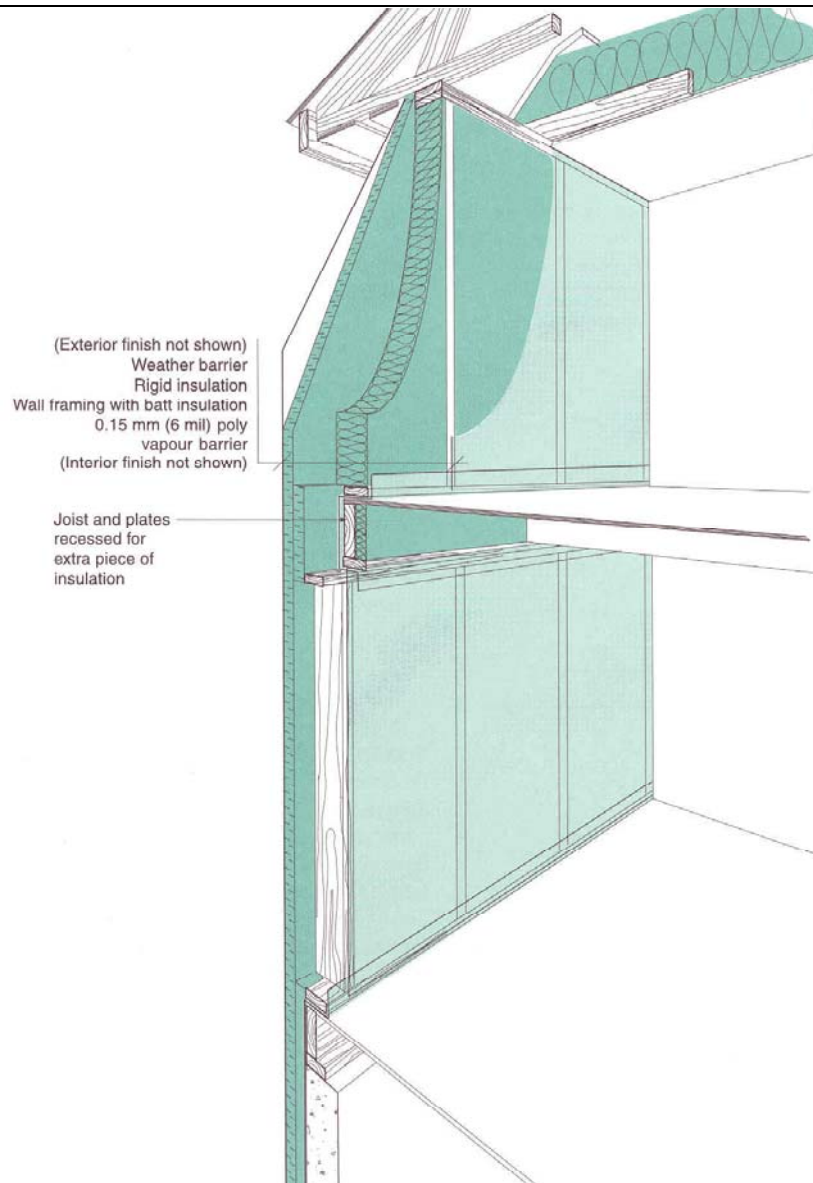 (Exterior finish not shown)
Weather barrier
Rigid insulation
Wall framing with batt insulation
0.15 mm (6 mil) poly
vapour barrier
(Interior finish not shown)
Joist and plates
recessed for
extra piece of
insulation